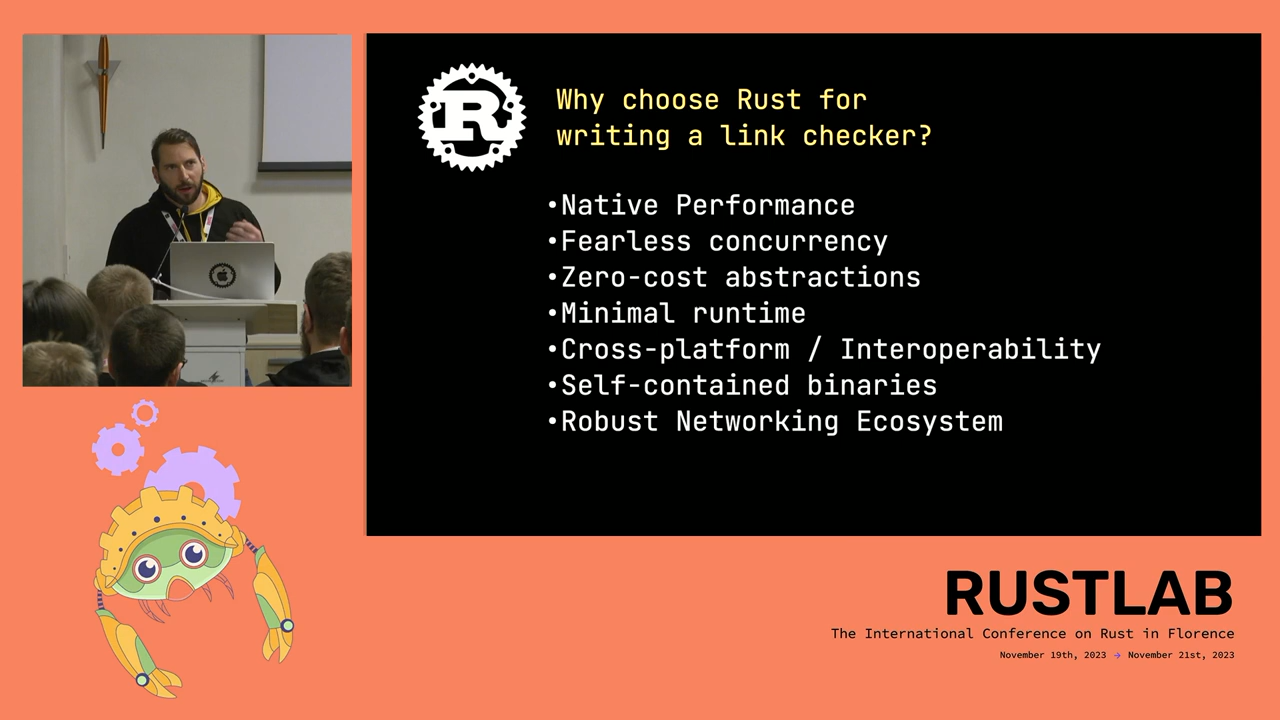 R
Why choose Rust for
writing a link checker?
•Native Performance
•Fearless concurrency
•Zero-cost abstractions
•Minimal runtime
•Cross-platform / Interoperability
•Self-contained binaries
•Robust Networking Ecosystem
RUSTLAB
The International Conference on Rust in Florence
November 19th, 2023 → November 21st, 2023